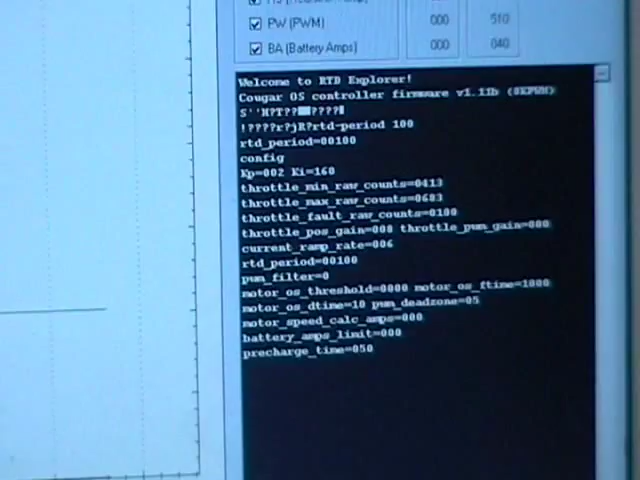 PW (PWM) 000 510
BA (Battery Amps) 000 040
Welcome to RTD Explorer!
Cougar OS controller firmware v1.11b
rtd-period 100
rtd_period=00100
config
Kp=002 Ki=160
throttle_min_raw_counts=0413
throttle_max_raw_counts=0683
throttle_fault_raw_counts=0100
throttle_pos_gain=008 throttle_pwm_gain=000
current_ramp_rate=006
rtd_period=00100
pwm_filter=0
motor_os_threshold=0000 motor_os_ftime=1000
motor_os_dtime=10 pwm_deadzone=05
motor_speed_calc_amps=000
battery_amps_limit=000
precharge_time=050